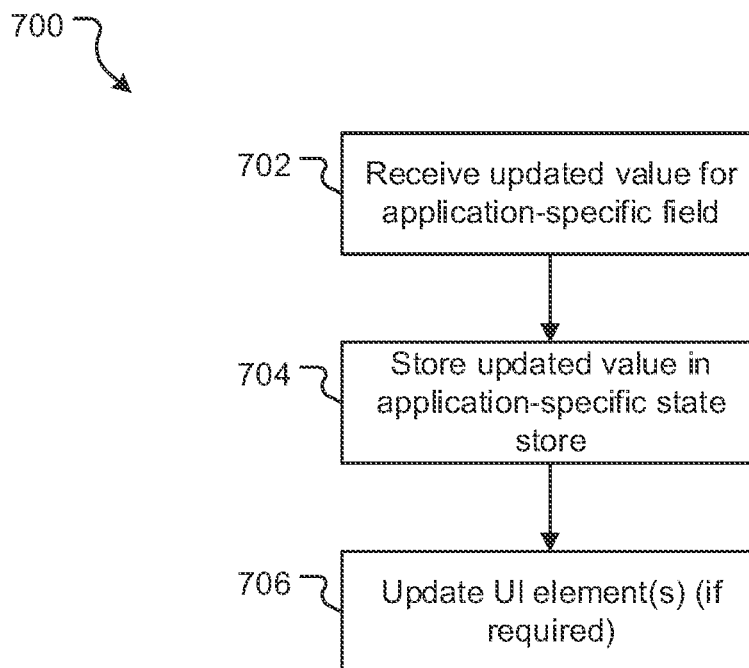 700
702
Receive updated value for
application-specific field
704
Store updated value in
application-specific state
store
706
Update UI element(s) (if
required)